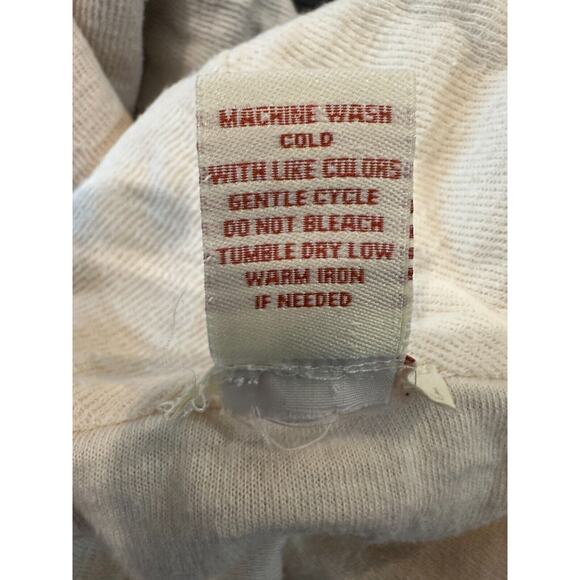 MACHINE WASH
COLD
WITH LIKE COLORS
GENTLE CYCLE
DO NOT BLEACH
TUMBLE DRY LOW
WARM IRON
IF NEEDED